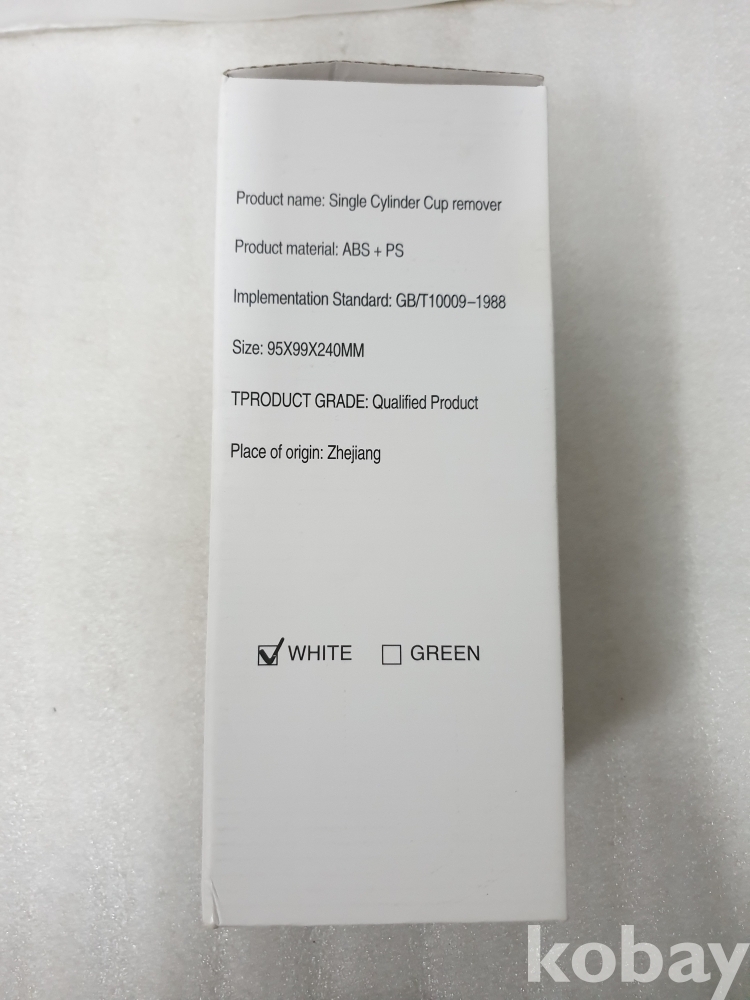 Product name: Single Cylinder Cup remover
Product material: ABS + PS
Implementation Standard: GB/T10009-1988
Size: 95X99X240MM
TPRODUCT GRADE: Qualified Product
Place of origin: Zhejiang
WHITE GREEN
kobay